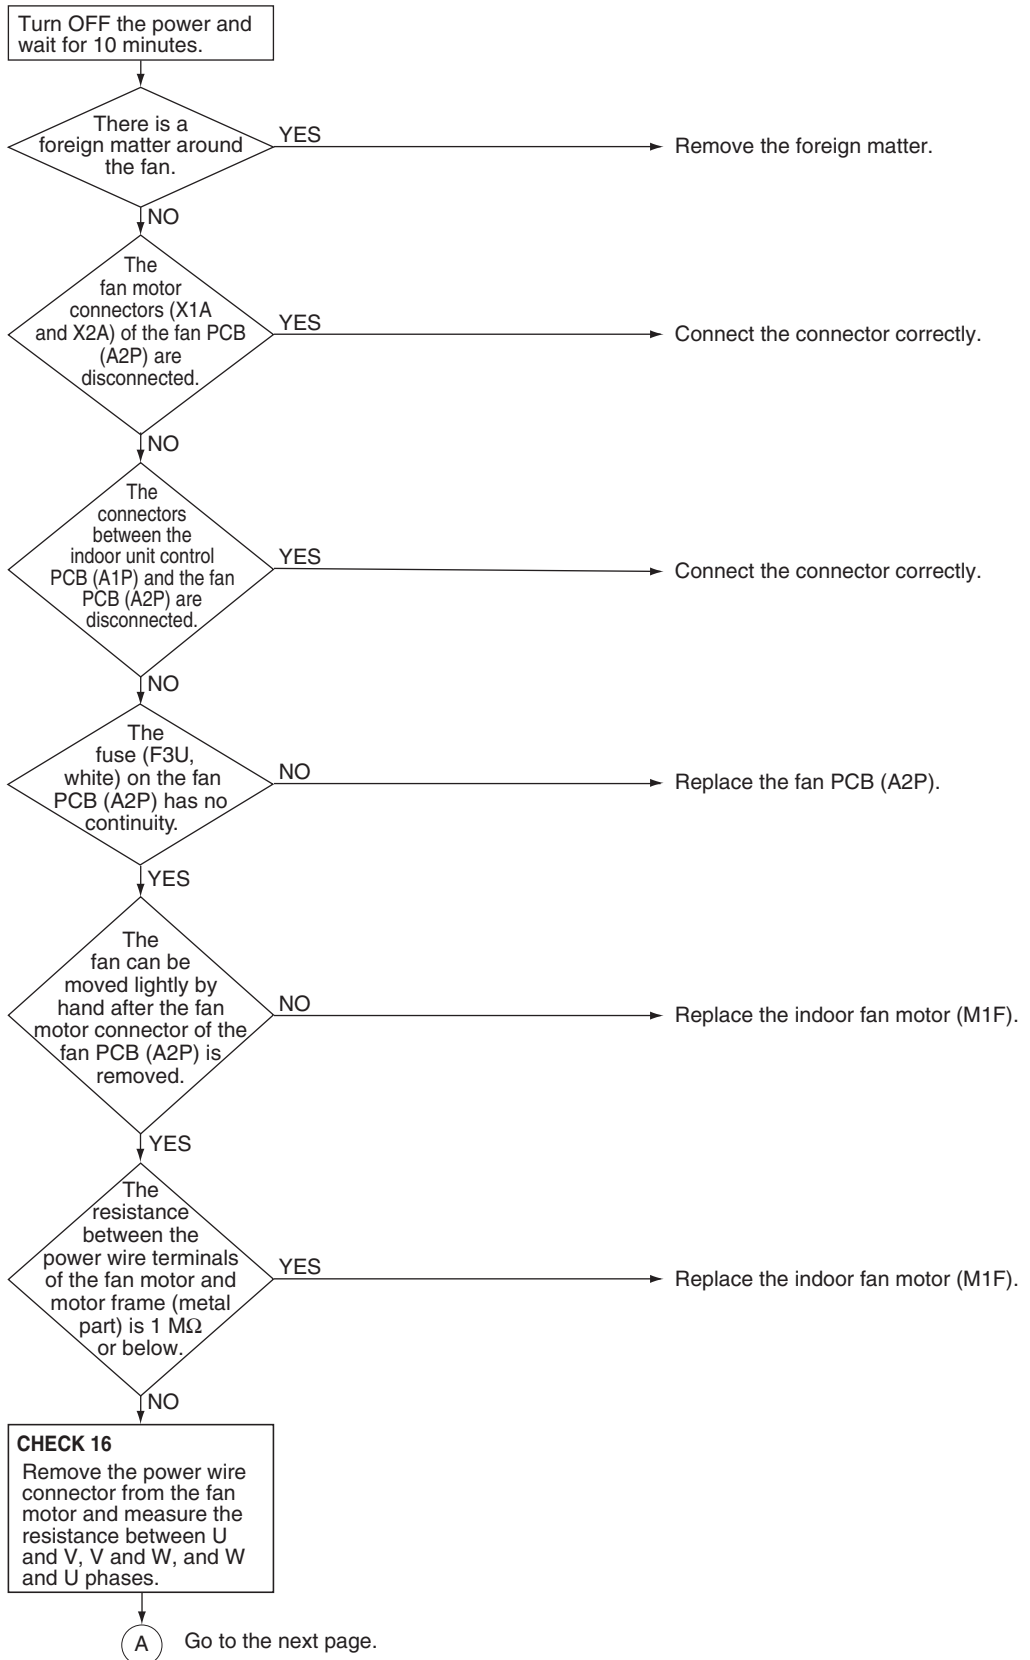 Turn OFF the power and
wait for 10 minutes.
There is a
foreign matter around
the fan.
YES
Remove the foreign matter.
NO
The
fan motor
connectors (X1A
and X2A) of the fan PCB
(A2P) are
disconnected.
YES
Connect the connector correctly.
NO
The
connectors
between the
indoor unit control
PCB (A1P) and the fan
PCB (A2P) are
disconnected.
YES
Connect the connector correctly.
NO
The
fuse (F3U,
white) on the fan
PCB (A2P) has no
continuity.
NO
Replace the fan PCB (A2P).
YES
The
fan can be
moved lightly by
hand after the fan
motor connector of the
fan PCB (A2P) is
removed.
NO
Replace the indoor fan motor (M1F).
YES
The
resistance
between the
power wire terminals
of the fan motor and
motor frame (metal
part) is 1 MΩ
or below.
YES
Replace the indoor fan motor (M1F).
NO
CHECK 16
Remove the power wire
connector from the fan
motor and measure the
resistance between U
and V, V and W, and W
and U phases.
A
Go to the next page.